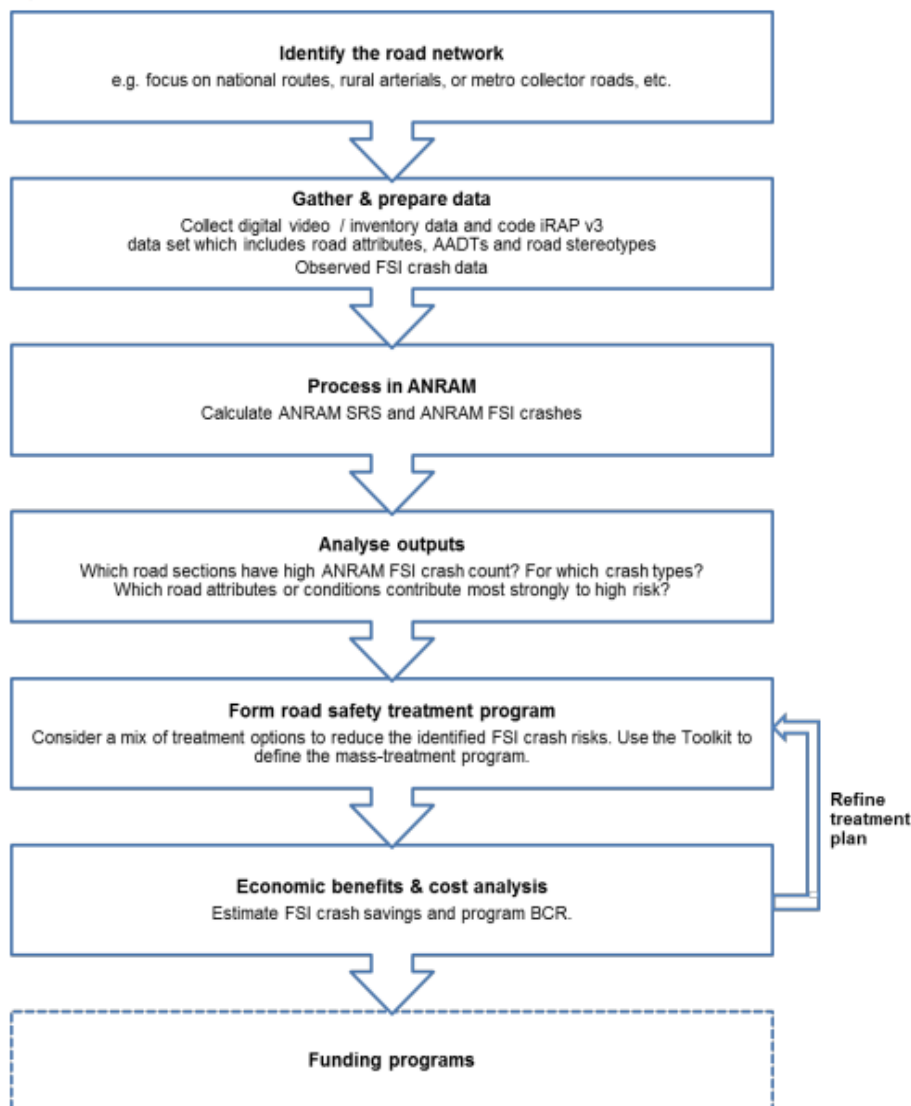 Identify the road network
e.g. focus on national routes, rural arterials, or metro collector roads, etc.
Gather & prepare data
Collect digital video / inventory data and code iRAP v3
data set which includes road attributes, AADTs and road stereotypes
Observed FSI crash data
Process in ANRAM
Calculate ANRAM SRS and ANRAM FSI crashes
Analyse outputs
Which road sections have high ANRAM FSI crash count? For which crash types?
Which road attributes or conditions contribute most strongly to high risk?
Form road safety treatment program
Consider a mix of treatment options to reduce the identified FSI crash risks. Use the Toolkit to
define the mass-treatment program.
Refine
treatment
plan
Economic benefits & cost analysis
Estimate FSI crash savings and program BCR.
Funding programs